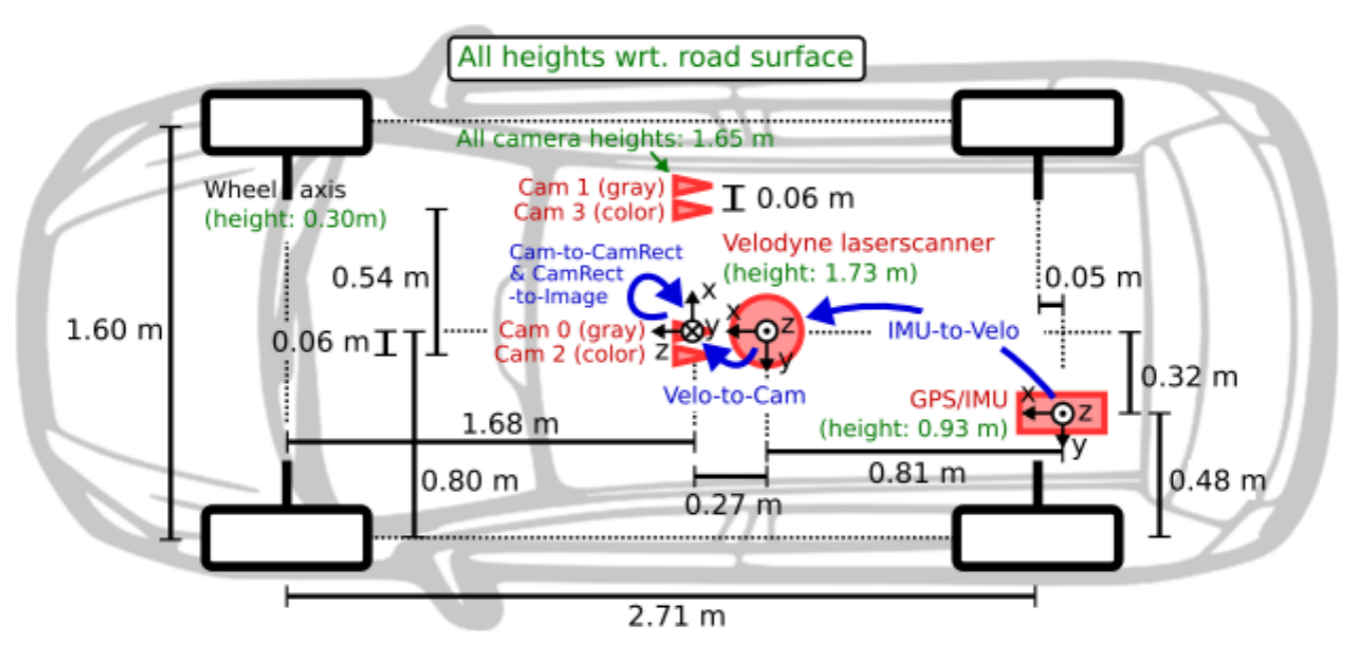 All heights wrt. road surface
All camera heights: 1.65 m
Wheel axis
(height: 0.30m)
Cam 1 (gray)
Cam 3 (color)
0.06 m
Velodyne laserscanner
(height: 1.73 m)
Cam-to-CamRect
& CamRect
-to-Image
0.54 m
0.05 m
x
x
1.60 m
0.06 m
Cam 0 (gray)
y
z
IMU-to-Velo
Cam 2 (color)
z
y
0.32 m
Velo-to-Cam
GPS/IMU
x
z
(height: 0.93 m)
y
1.68 m
0.80 m
0.81 m
0.48 m
0.27 m
2.71 m